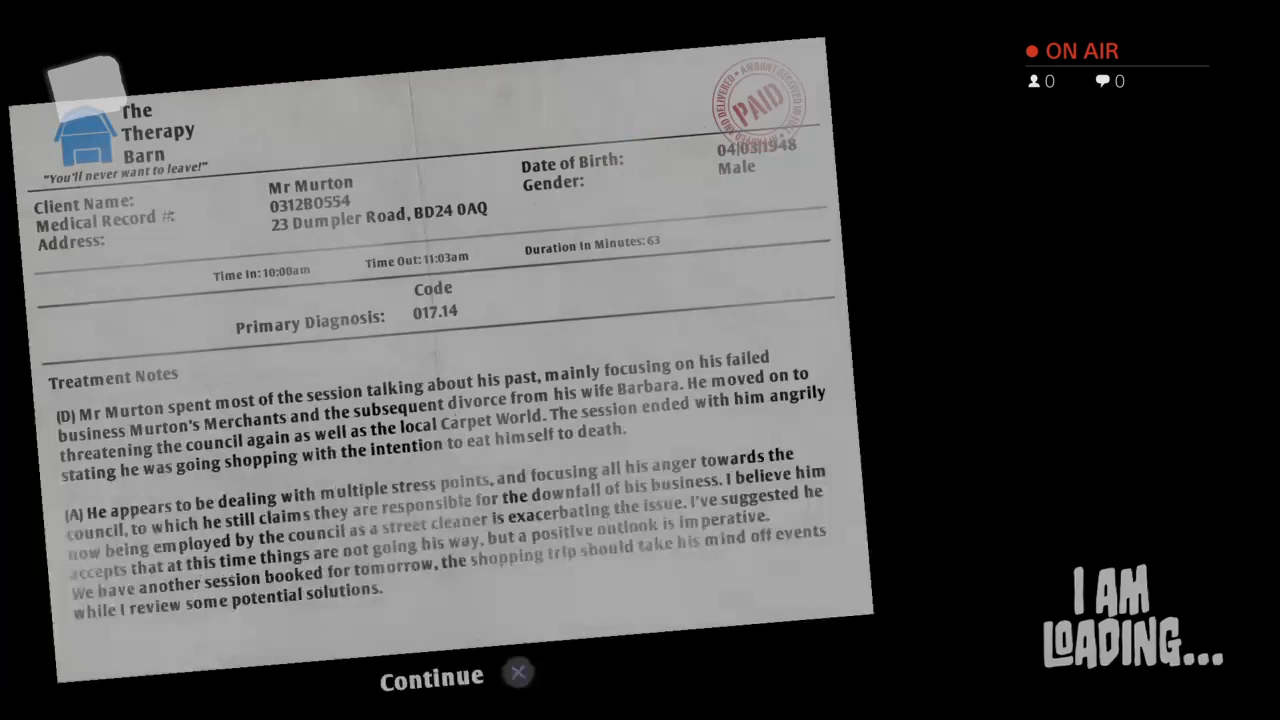 The
Therapy
Barn
"You'll never want to leave!"
AMOUNT RECEIVED IN FULL
AND DELIVERED
PAID
ON AIR
0 0
Client Name: Mr Murton Date of Birth: 04/03/1948
Medical Record #: 0312B0554 Gender: Male
Address: 23 Dumpler Road, BD24 0AQ
Time In: 10:00am Time Out: 11:03am Duration In Minutes: 63
Code
Primary Diagnosis: 017.14
Treatment Notes
(D) Mr Murton spent most of the session talking about his past, mainly focusing on his failed
business Murton's Merchants and the subsequent divorce from his wife Barbara. He moved on to
threatening the council again as well as the local Carpet World. The session ended with him angrily
stating he was going shopping with the intention to eat himself to death.
(A) He appears to be dealing with multiple stress points, and focusing all his anger towards the
council, to which he still claims they are responsible for the downfall of his business. I believe him
now being employed by the council as a street cleaner is exacerbating the issue. I've suggested he
accepts that at this time things are not going his way, but a positive outlook is imperative.
We have another session booked for tomorrow, the shopping trip should take his mind off events
while I review some potential solutions.
Continue
I AM
LOADING...